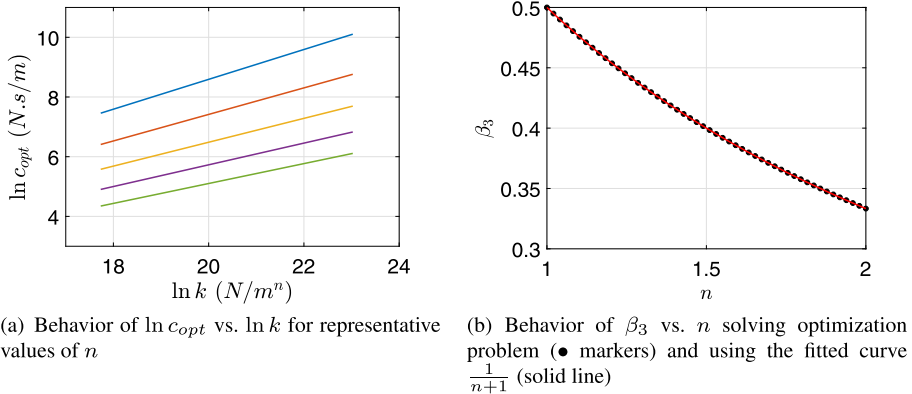 10
8
6
4
18 20 22 24
ln c_opt (N.s/m)
ln k (N/m^n)
(a) Behavior of ln c_opt vs. ln k for representative
values of n
0.5
0.45
0.4
0.35
0.3
1 1.5 2
β_3
n
(b) Behavior of β_3 vs. n solving optimization
problem (● markers) and using the fitted curve
1/(n+1) (solid line)